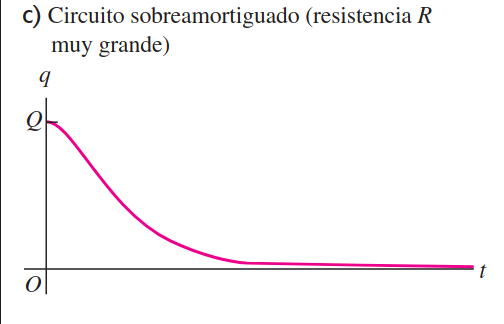 c) Circuito sobreamortiguado (resistencia R
muy grande)
q
Q
O
t